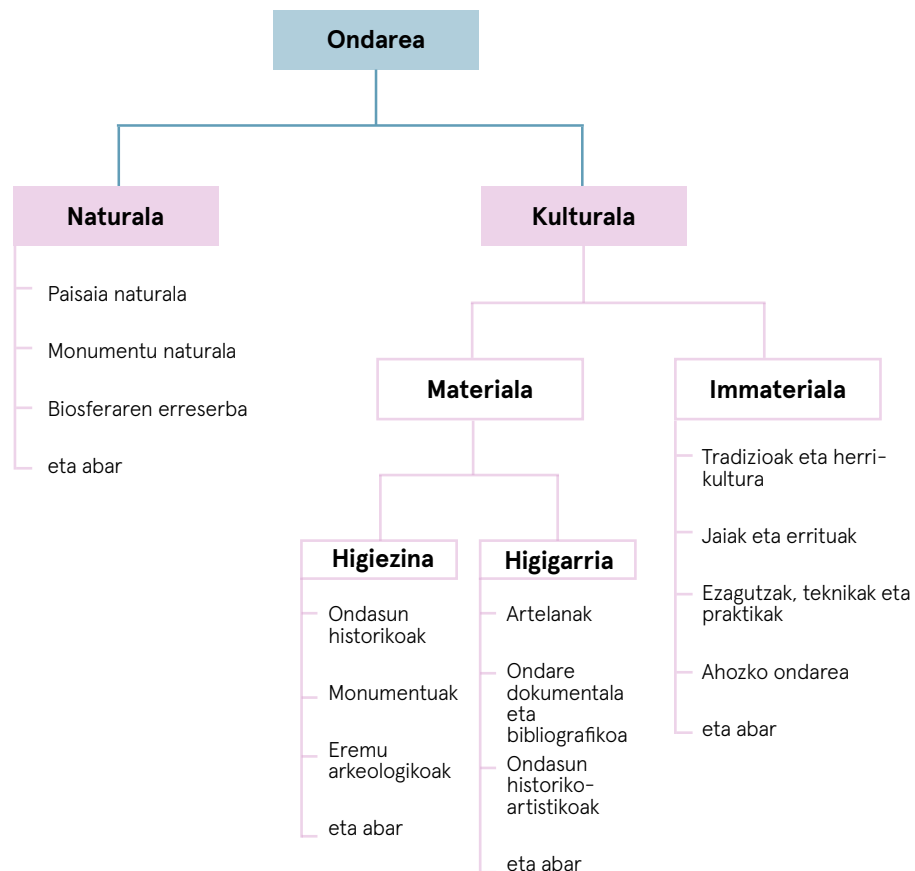 Ondarea
Naturala
Paisaia naturala
Monumentu naturala
Biosferaren erreserba
eta abar
Kulturala
Materiala
Higiezina
Ondasun
historikoak
Monumentuak
Eremu
arkeologikoak
eta abar
Higigarria
Artelanak
Ondare
dokumentala
eta
bibliografikoa
Ondasun
historiko-
artistikoak
eta abar
Immateriala
Tradizioak eta herri-
kultura
Jaiak eta errituak
Ezagutzak, teknikak eta
praktikak
Ahozko ondarea
eta abar